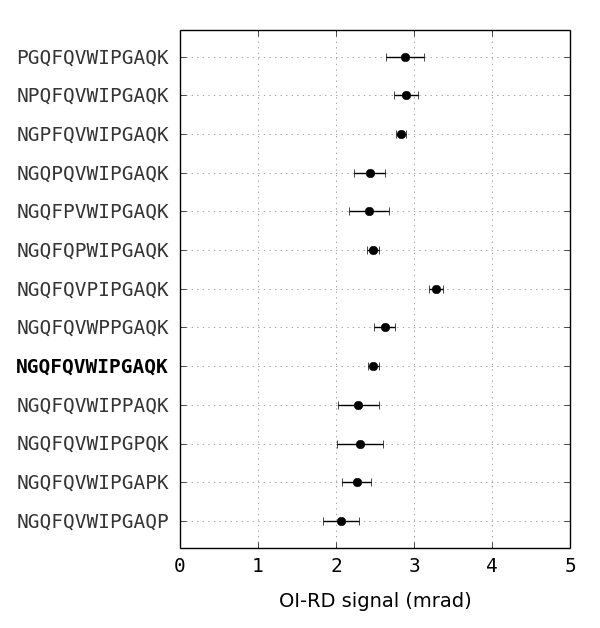 PGQFQVWIPGAQK
NPQFQVWIPGAQK
NGPFQVWIPGAQK
NGQPQVWIPGAQK
NGQFPVWIPGAQK
NGQFQPWIPGAQK
NGQFQVPIPGAQK
NGQFQVWPPGAQK
NGQFQVWIPGAQK
NGQFQVWIPPAQK
NGQFQVWIPGPQK
NGQFQVWIPGAPK
NGQFQVWIPGAQP
0 1 2 3 4 5
OI-RD signal (mrad)